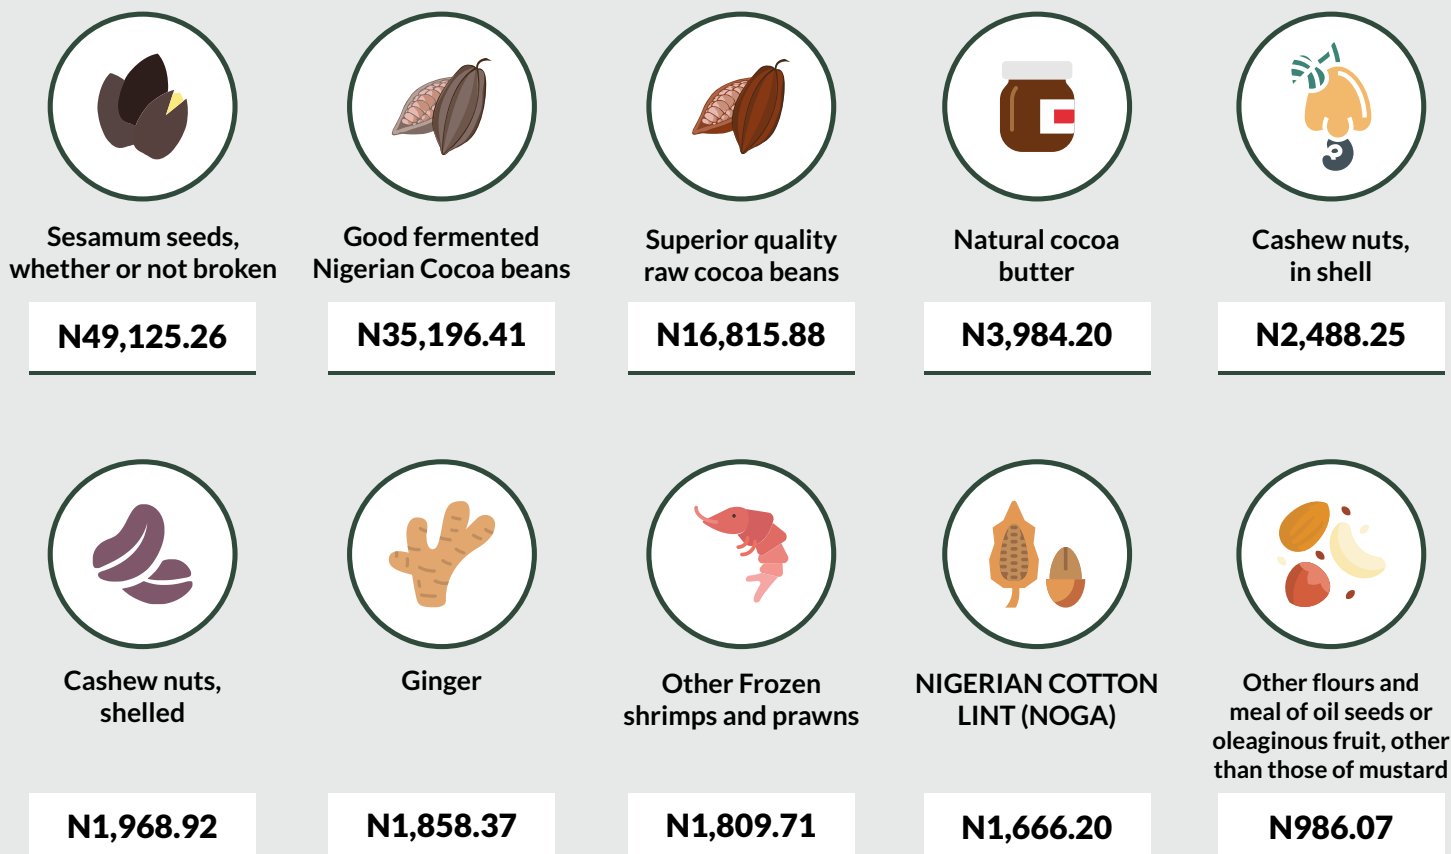 Sesamum seeds,
whether or not broken
N49,125.26
Good fermented
Nigerian Cocoa beans
N35,196.41
Superior quality
raw cocoa beans
N16,815.88
Natural cocoa
butter
N3,984.20
Cashew nuts,
in shell
N2,488.25
Cashew nuts,
shelled
N1,968.92
Ginger
N1,858.37
Other Frozen
shrimps and prawns
N1,809.71
NIGERIAN COTTON
LINT (NOGA)
N1,666.20
Other flours and
meal of oil seeds or
oleaginous fruit, other
than those of mustard
N986.07